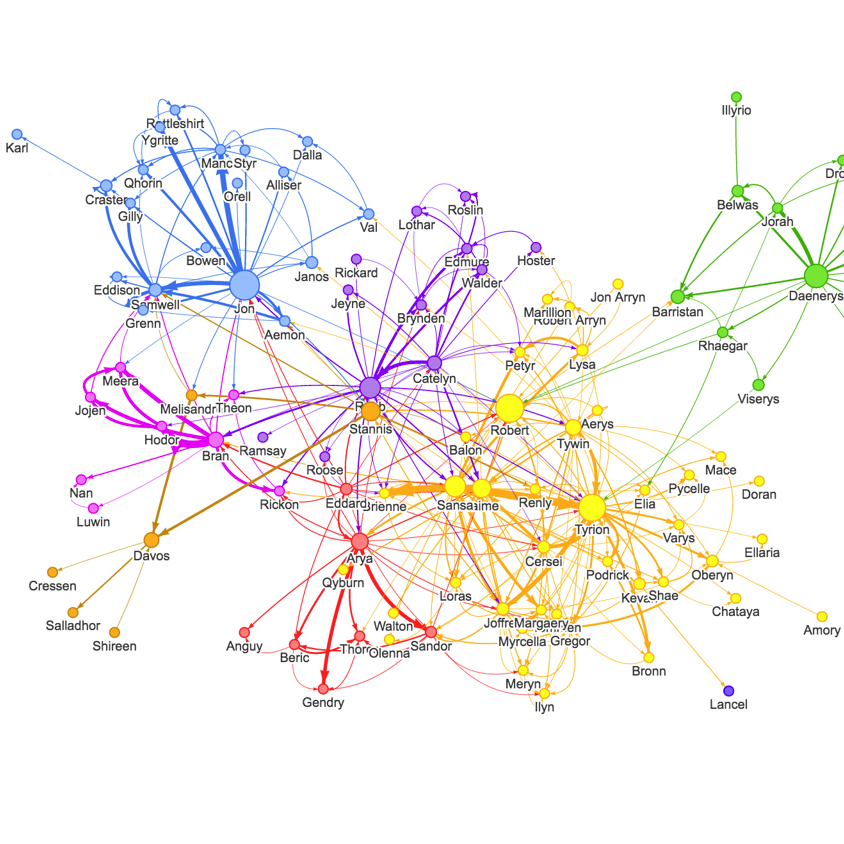 Illyrio
Karl
Rattleshirt
Ygritte
Dalla
Mance
Styr
Qhorin
Alliser
Craster
Orell
Gilly
Belwas
Jorah
Roslin
Lothar
Val
Bowen
Rickard
Edmure
Hoster
Janos
Walder
Eddison
Samwell
Jon
Jeyne
Daenerys
Jon Arryn
Marillion
Robert Arryn
Barristan
Grenn
Brynden
Aemon
Rhaegar
Petyr
Lysa
Catelyn
Meera
Viserys
Jojen
Melisandre
Theon
Robb
Stannis
Robert
Aerys
Hodor
Tywin
Ramsay
Balon
Bran
Roose
Mace
Nan
Rickon
Eddard
Brienne
Sansa
Jaime
Renly
Elia
Pycelle
Doran
Luwin
Tyrion
Varys
Davos
Arya
Cersei
Ellaria
Cressen
Qyburn
Loras
Podrick
Kevan
Shae
Oberyn
Salladhor
Walton
Joffrey
Margaery
Chataya
Shireen
Anguy
Beric
Thoros
Olenna
Sandor
Myrcella
Gregor
Amory
Bronn
Meryn
Gendry
Ilyn
Lancel